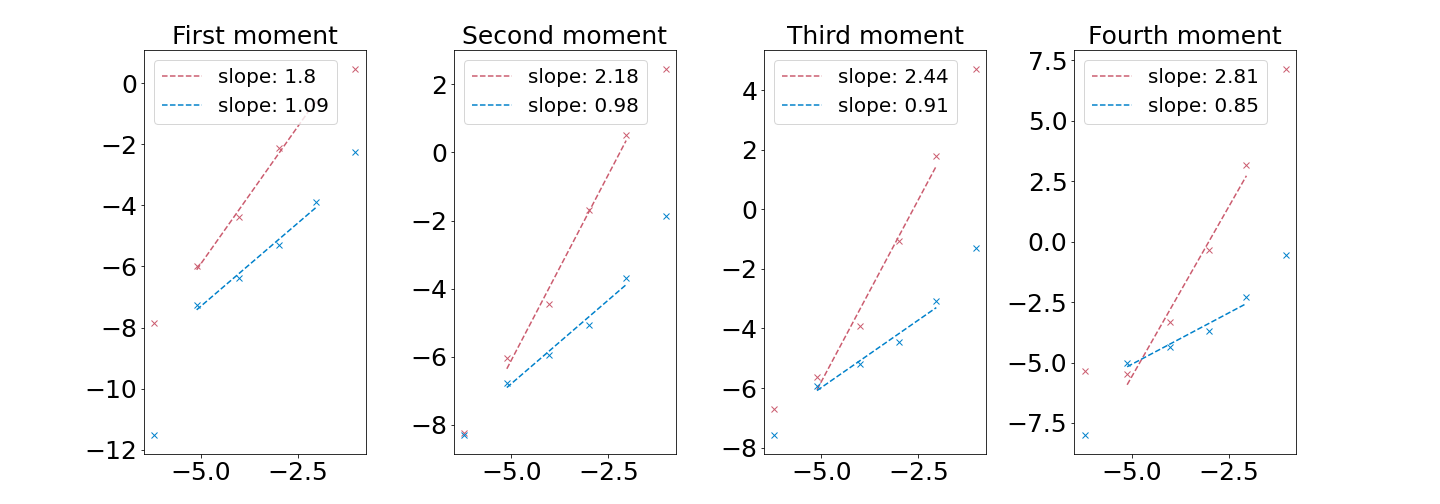 First moment
slope: 1.8
slope: 1.09
0
−2
−4
−6
−8
−10
−12
−5.0 −2.5
Second moment
slope: 2.18
slope: 0.98
2
0
−2
−4
−6
−8
−5.0 −2.5
Third moment
slope: 2.44
slope: 0.91
4
2
0
−2
−4
−6
−8
−5.0 −2.5
Fourth moment
slope: 2.81
slope: 0.85
7.5
5.0
2.5
0.0
−2.5
−5.0
−7.5
−5.0 −2.5